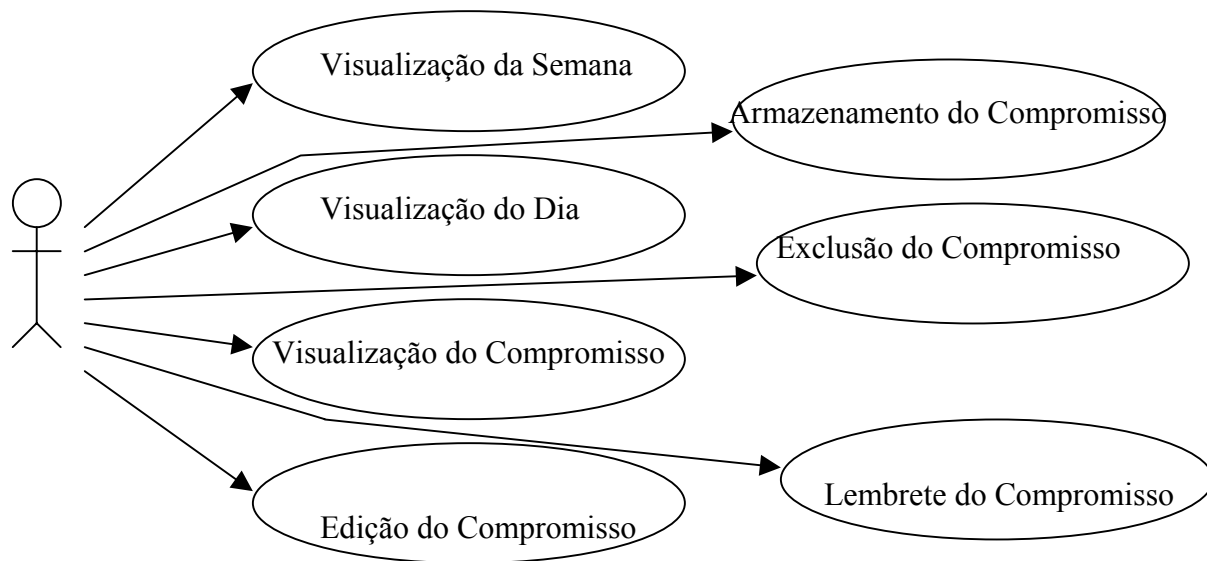 Visualização da Semana
Armazenamento do Compromisso
Visualização do Dia
Exclusão do Compromisso
Visualização do Compromisso
Lembrete do Compromisso
Edição do Compromisso